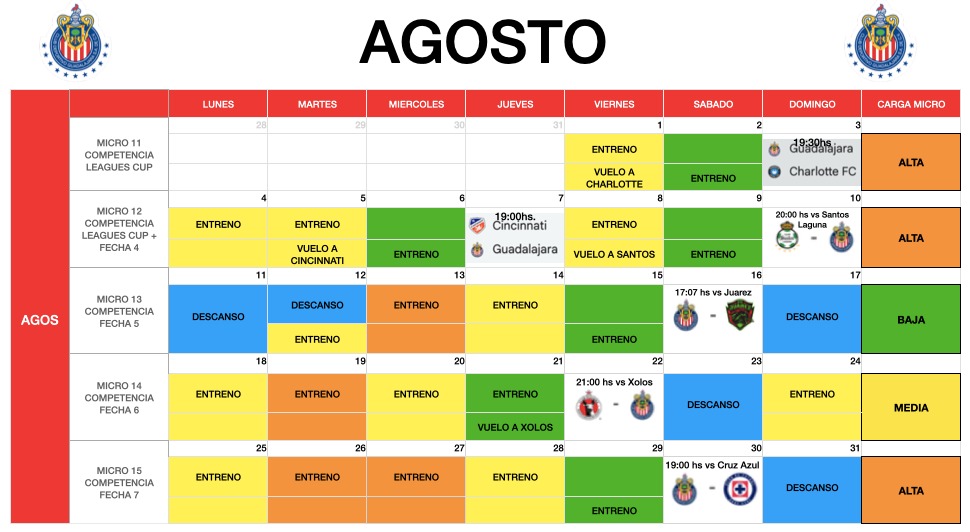 AGOSTO
LUNES MARTES MIERCOLES JUEVES VIERNES SABADO DOMINGO CARGA MICRO
AGOS
28 29 30 31 1 2 3
MICRO 11
COMPETENCIA
LEAGUES CUP
ENTRENO
VUELO A
CHARLOTTE
ENTRENO
19:30hs
Guadalajara
Charlotte FC
ALTA
4 5 6 7 8 9 10
MICRO 12
COMPETENCIA
LEAGUES CUP +
FECHA 4
ENTRENO
ENTRENO
VUELO A
CINCINNATI
ENTRENO
19:00hs.
Cincinnati
Guadalajara
ENTRENO
VUELO A SANTOS
ENTRENO
20:00 hs vs Santos
Laguna
-
ALTA
11 12 13 14 15 16 17
MICRO 13
COMPETENCIA
FECHA 5
DESCANSO
DESCANSO
ENTRENO
ENTRENO
ENTRENO
ENTRENO
17:07 hs vs Juarez
-
DESCANSO
BAJA
18 19 20 21 22 23 24
MICRO 14
COMPETENCIA
FECHA 6
ENTRENO
ENTRENO
ENTRENO
ENTRENO
VUELO A XOLOS
21:00 hs vs Xolos
-
DESCANSO
ENTRENO
MEDIA
25 26 27 28 29 30 31
MICRO 15
COMPETENCIA
FECHA 7
ENTRENO
ENTRENO
ENTRENO
ENTRENO
ENTRENO
19:00 hs vs Cruz Azul
-
DESCANSO
ALTA